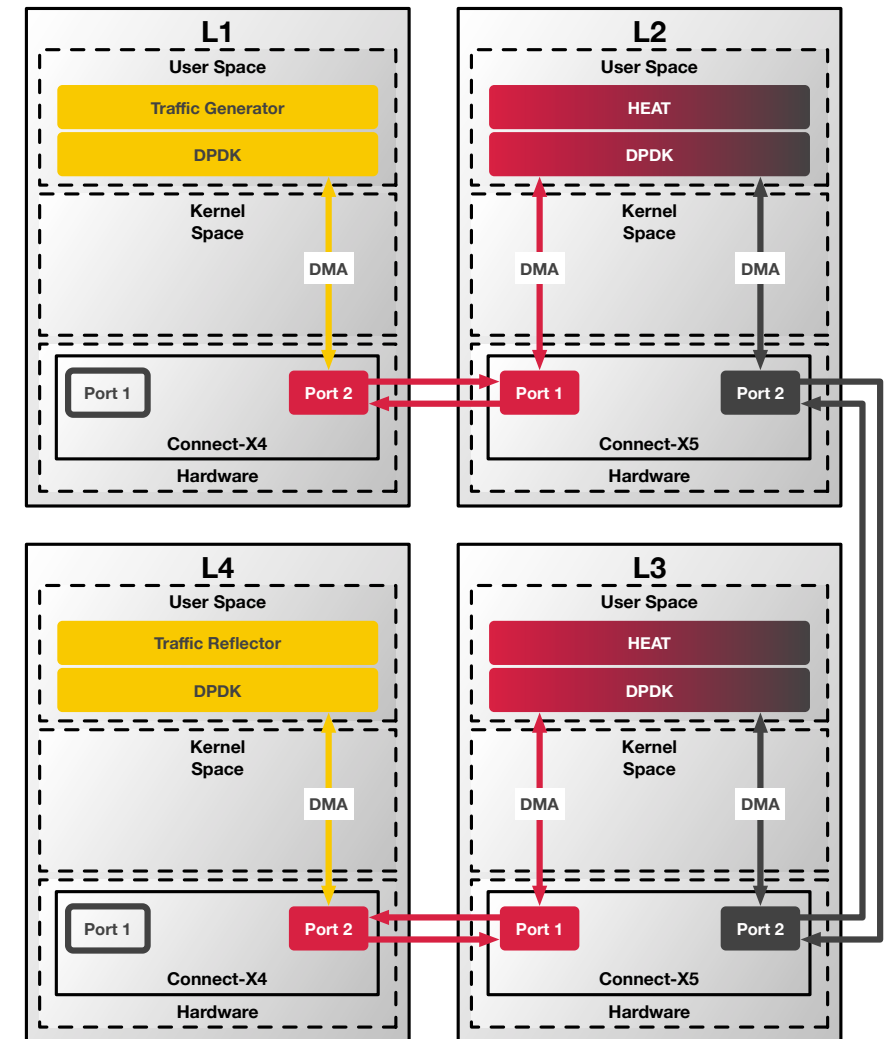 L1
User Space
Traffic Generator
DPDK
Kernel
Space
DMA
Port 1
Port 2
Connect-X4
Hardware
L2
User Space
HEAT
DPDK
Kernel
Space
DMA
DMA
Port 1
Port 2
Connect-X5
Hardware
L4
User Space
Traffic Reflector
DPDK
Kernel
Space
DMA
Port 1
Port 2
Connect-X4
Hardware
L3
User Space
HEAT
DPDK
Kernel
Space
DMA
DMA
Port 1
Port 2
Connect-X5
Hardware